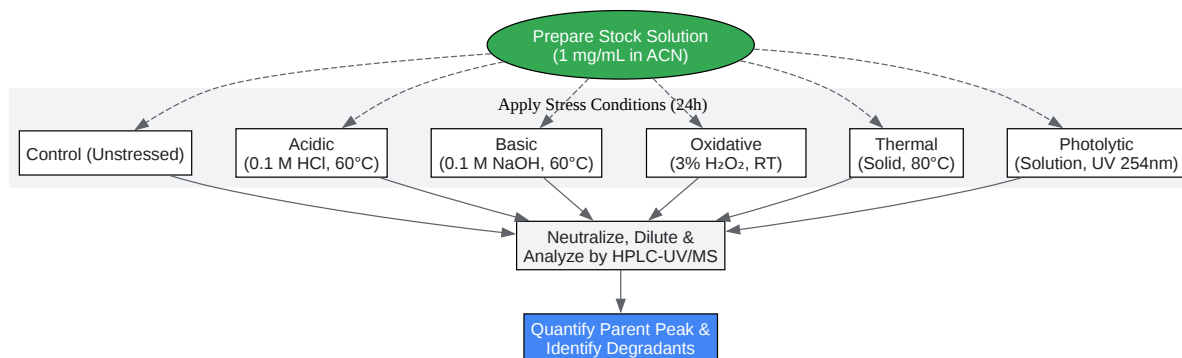 Prepare Stock Solution
(1 mg/mL in ACN)
Apply Stress Conditions (24h)
Control (Unstressed)
Acidic
(0.1 M HCl, 60°C)
Basic
(0.1 M NaOH, 60°C)
Oxidative
(3% H₂O₂, RT)
Thermal
(Solid, 80°C)
Photolytic
(Solution, UV 254nm)
Neutralize, Dilute &
Analyze by HPLC-UV/MS
Quantify Parent Peak &
Identify Degradants